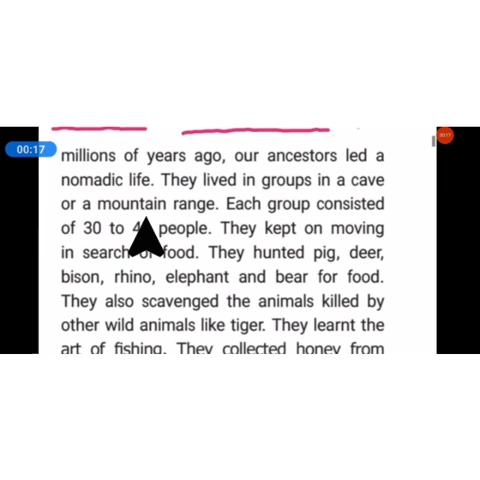 00:17
00:17
millions of years ago, our ancestors led a
nomadic life. They lived in groups in a cave
or a mountain range. Each group consisted
of 30 to people. They kept on moving
in search food. They hunted pig, deer,
bison, rhino, elephant and bear for food.
They also scavenged the animals killed by
other wild animals like tiger. They learnt the
art of fishing. They collected honey from